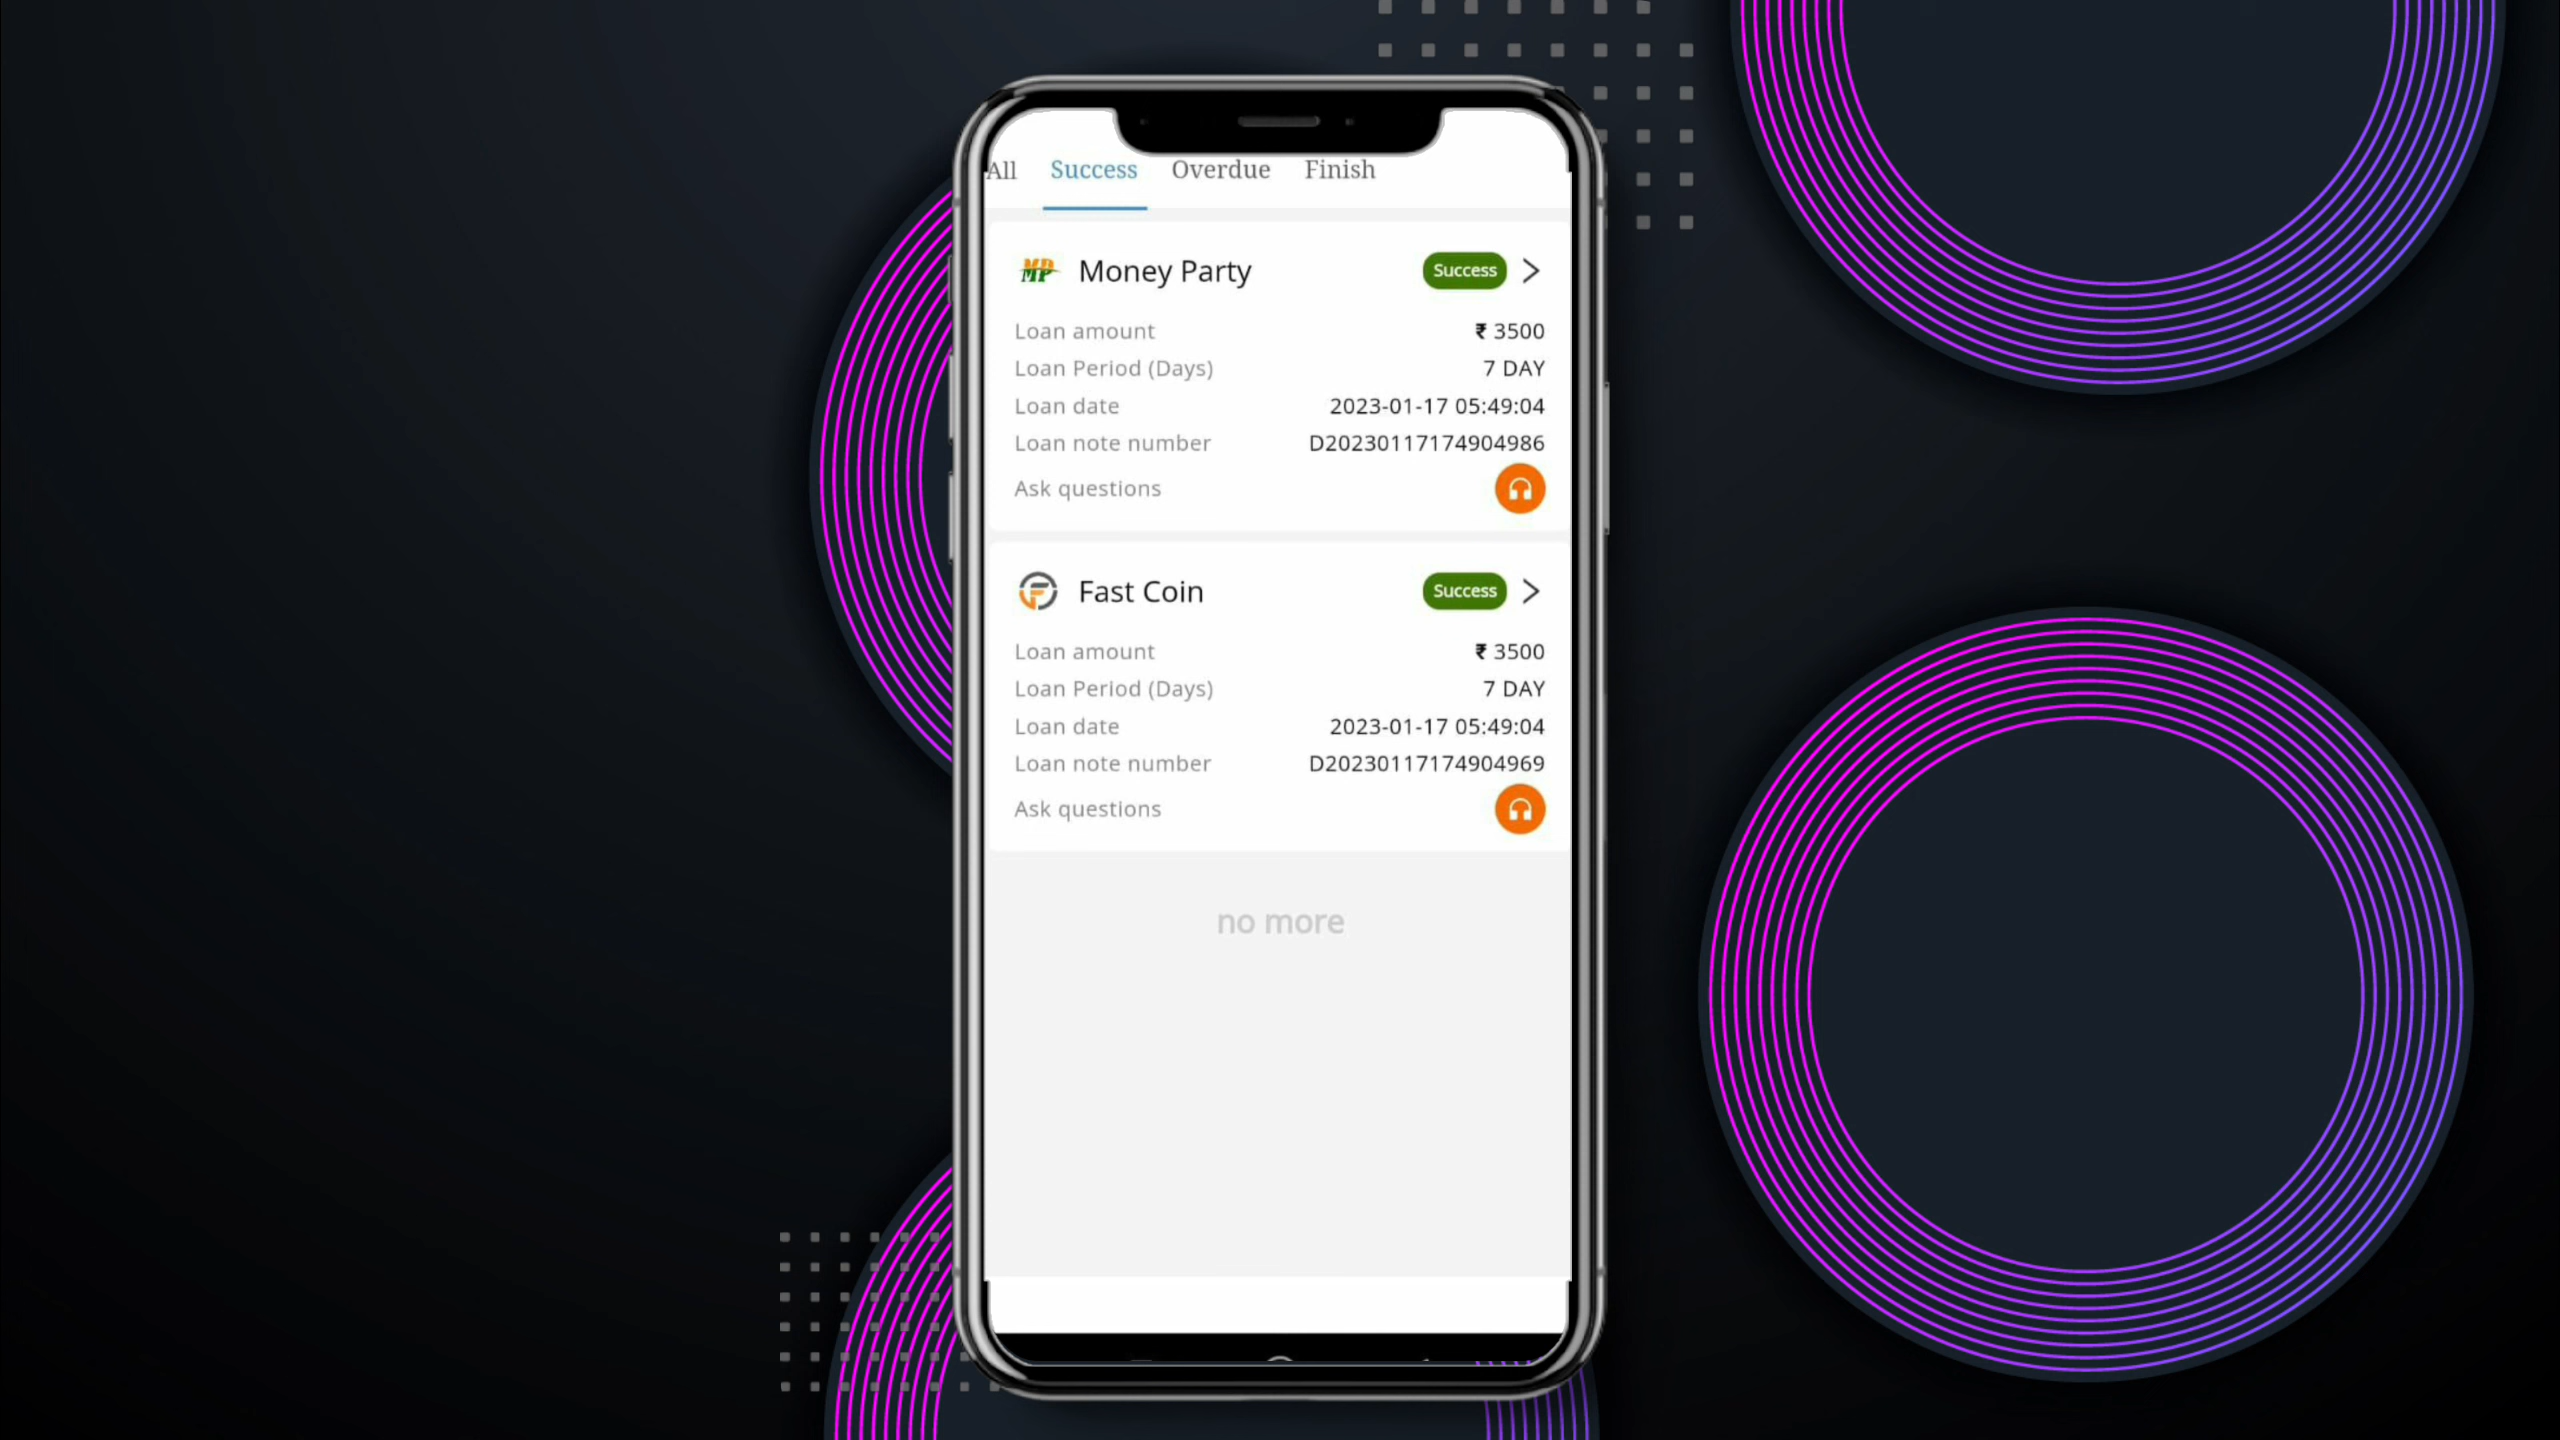 All Success Overdue Finish
MP Money Party Success
Loan amount ₹ 3500
Loan Period (Days) 7 DAY
Loan date 2023-01-17 05:49:04
Loan note number D20230117174904986
Ask questions
Fast Coin Success
Loan amount ₹ 3500
Loan Period (Days) 7 DAY
Loan date 2023-01-17 05:49:04
Loan note number D20230117174904969
Ask questions
no more